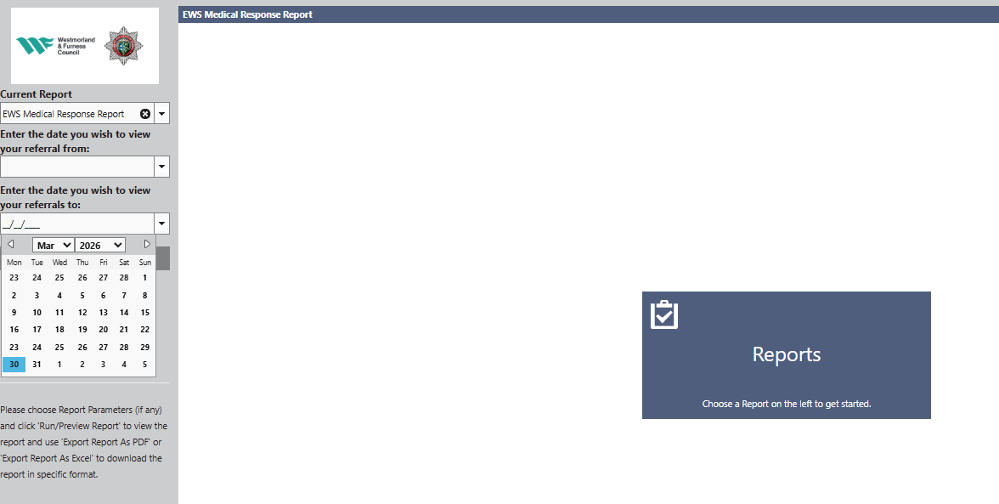 EWS Medical Response Report
Westmorland
& Furness
Council
Current Report
EWS Medical Response Report
Enter the date you wish to view
your referral from:
Enter the date you wish to view
your referrals to:
__/__/____
Mar 2026
Mon Tue Wed Thu Fri Sat Sun
23 24 25 26 27 28 1
2 3 4 5 6 7 8
9 10 11 12 13 14 15
16 17 18 19 20 21 22
23 24 25 26 27 28 29
30 31 1 2 3 4 5
Please choose Report Parameters (if any)
and click 'Run/Preview Report' to view the
report and use 'Export Report As PDF' or
'Export Report As Excel' to download the
report in specific format.
Reports
Choose a Report on the left to get started.